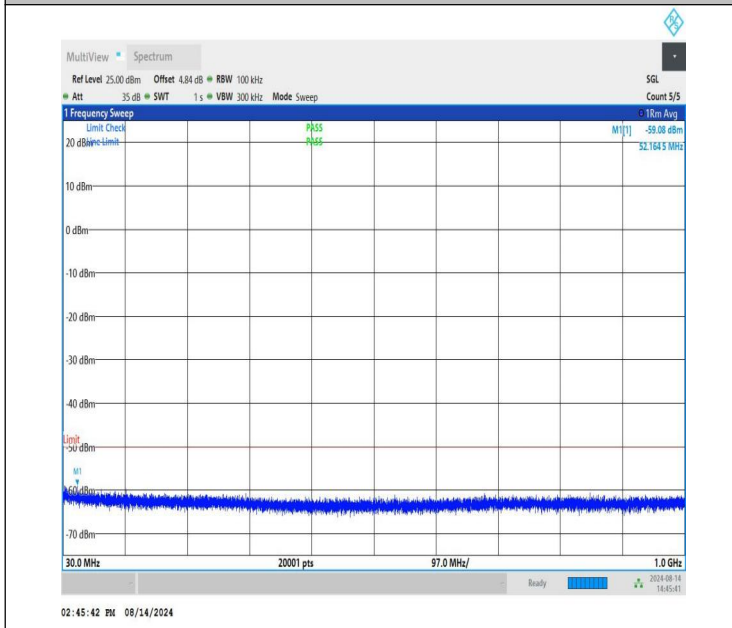 MultiView Spectrum
Ref Level 25.00 dBm Offset 4.84 dB RBW 100 kHz SGL
Att 35 dB SWT 1 s VBW 300 kHz Mode Sweep Count 5/5
1 Frequency Sweep 1Rm Avg
Limit Check PASS M1[1] -59.08 dBm
20 dBm Line Limit PASS 52.164 5 MHz
10 dBm
0 dBm
-10 dBm
-20 dBm
-30 dBm
-40 dBm
Limit
-50 dBm
M1
-60 dBm
-70 dBm
30.0 MHz 20001 pts 97.0 MHz/ 1.0 GHz
Ready 2024-08-14
14:45:41
02:45:42 PM 08/14/2024